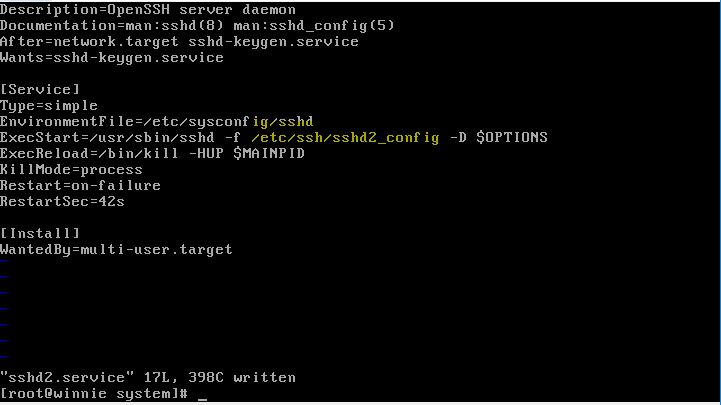 Description=OpenSSH server daemon
Documentation=man:sshd(8) man:sshd_config(5)
After=network.target sshd-keygen.service
Wants=sshd-keygen.service

[Service]
Type=simple
EnvironmentFile=/etc/sysconfig/sshd
ExecStart=/usr/sbin/sshd -f /etc/ssh/sshd2_config -D $OPTIONS
ExecReload=/bin/kill -HUP $MAINPID
KillMode=process
Restart=on-failure
RestartSec=42s

[Install]
WantedBy=multi-user.target
~
~
~
~
~
~
~
"sshd2.service" 17L, 398C written
[root@winnie system]# _